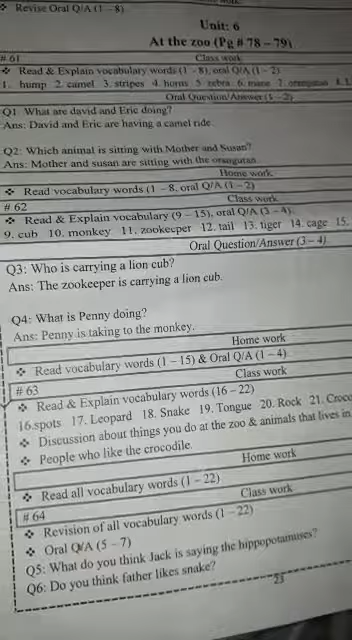 ❖ Revise Oral Q/A (1 – 8)
Unit: 6
At the zoo (Pg # 78 – 79)
# 61 Class work
❖ Read & Explain vocabulary words (1 – 8), oral Q/A (1 – 2)
1. hump 2. camel 3. stripes 4. horns 5. zebra 6. mane 7. orangutan 8.
Oral Question/Answer (1 – 2)
Q1 What are david and Eric doing?
Ans: David and Eric are having a camel ride.
Q2: Which animal is sitting with Mother and Susan?
Ans: Mother and susan are sitting with the orangutan.
Home work
❖ Read vocabulary words (1 – 8, oral Q/A (1 – 2)
# 62 Class work
❖ Read & Explain vocabulary (9 – 15), oral Q/A (3 – 4)
9. cub 10. monkey 11. zookeeper 12. tail 13. tiger 14. cage 15.
Oral Question/Answer (3 – 4)
Q3: Who is carrying a lion cub?
Ans: The zookeeper is carrying a lion cub.
Q4: What is Penny doing?
Ans: Penny is taking to the monkey.
Home work
❖ Read vocabulary words (1 – 15) & Oral Q/A (1 – 4)
# 63 Class work
❖ Read & Explain vocabulary words (16 – 22)
16.spots 17. Leopard 18. Snake 19. Tongue 20. Rock 21. Croco
❖ Discussion about things you do at the zoo & animals that lives in
❖ People who like the crocodile.
Home work
❖ Read all vocabulary words (1 – 22)
# 64 Class work
❖ Revision of all vocabulary words (1 – 22)
❖ Oral Q/A (5 – 7)
Q5: What do you think Jack is saying the hippopotamuses?
Q6: Do you think father likes snake?
23